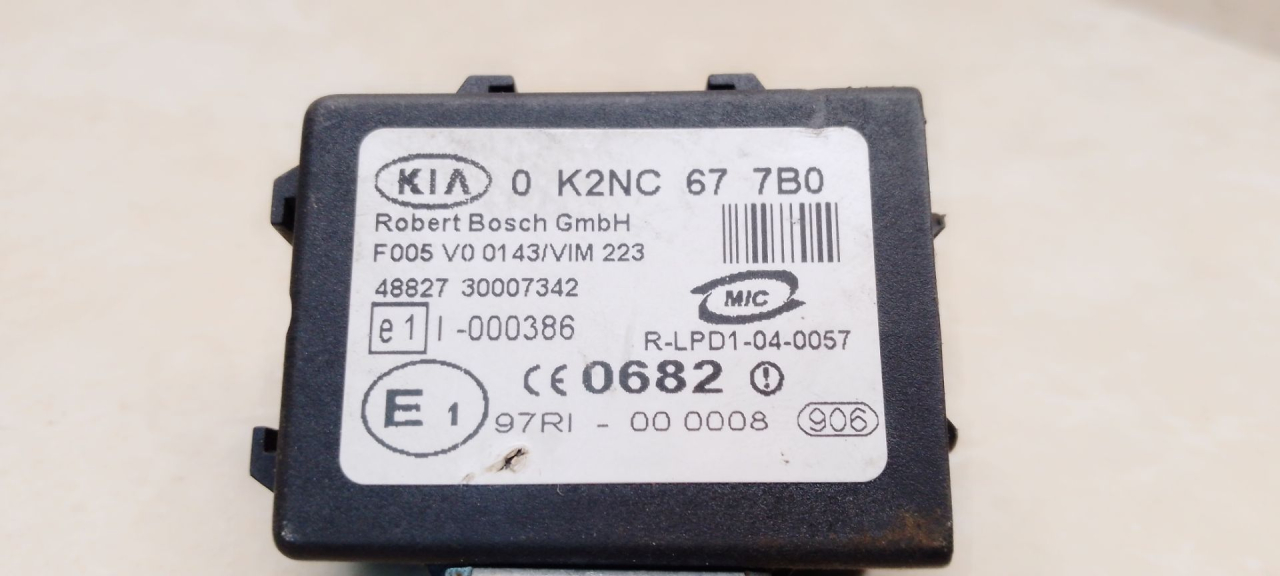 KIA 0 K2NC 67 7B0
Robert Bosch GmbH
F005 V0 0143/VIM 223
48827 30007342
MIC
e1 I -000386
R-LPD1-04-0057
CE 0682 !
E 1
97RI - 00 0008 906